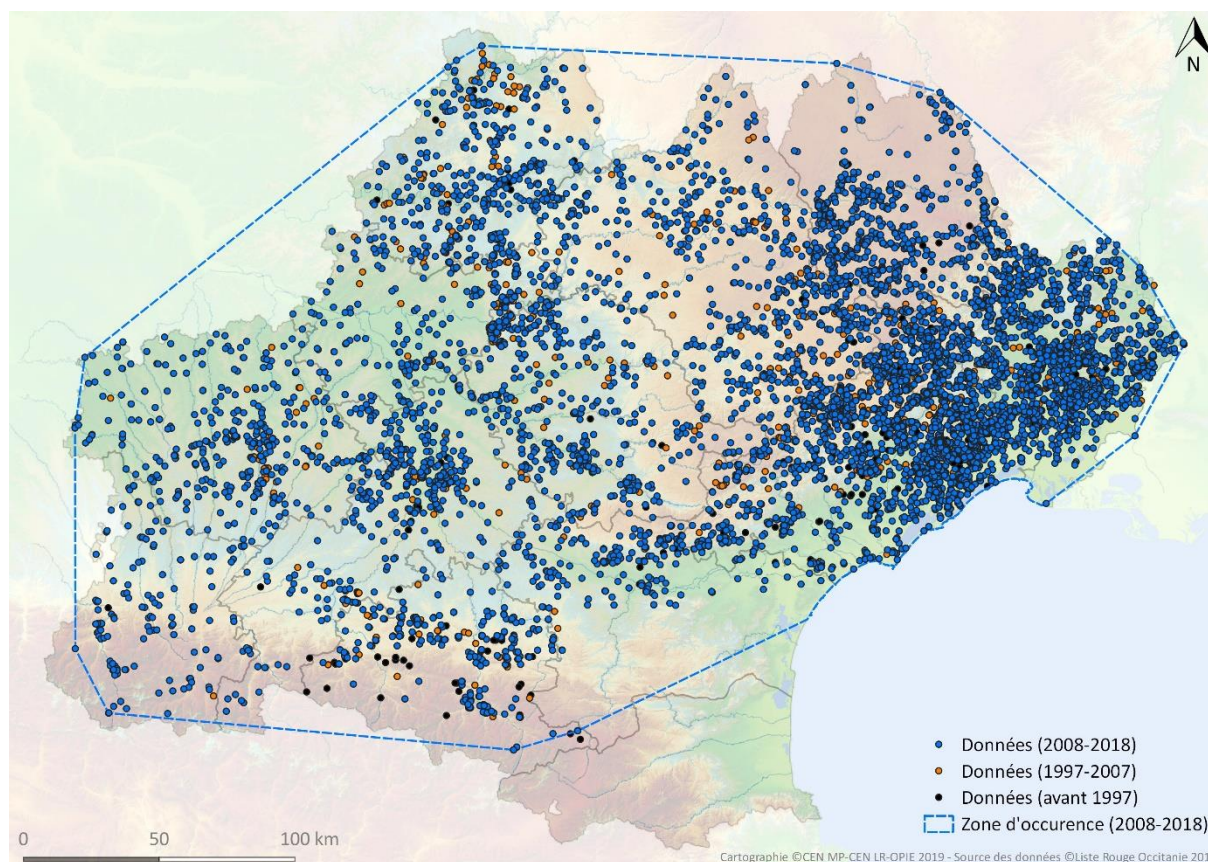 N
Données (2008-2018)
Données (1997-2007)
Données (avant 1997)
Zone d'occurence (2008-2018)
0 50 100 km
Cartographie ©CEN MP-CEN LR-OPIE 2019 - Source des données ©Liste Rouge Occitanie 201